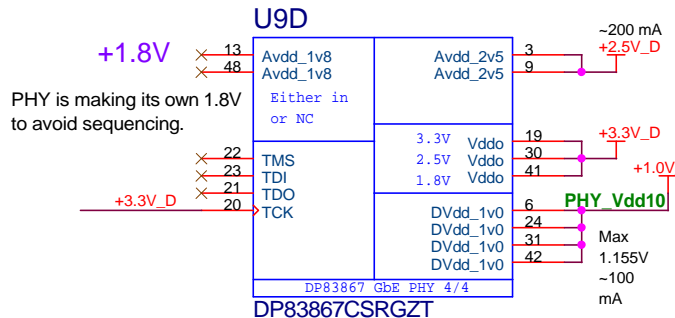 U9D
+1.8V
PHY is making its own 1.8V
to avoid sequencing.
13 Avdd_1v8
48 Avdd_1v8
Either in
or NC
22 TMS
23 TDI
21 TDO
+3.3V_D 20 TCK
Avdd_2v5 3
Avdd_2v5 9
~200 mA
+2.5V_D
3.3V Vddo 19
2.5V Vddo 30
1.8V Vddo 41
+3.3V_D
+1.0V
DVdd_1v0 6 PHY_Vdd10
DVdd_1v0 24
DVdd_1v0 31
DVdd_1v0 42
Max
1.155V
~100
mA
DP83867 GbE PHY 4/4
DP83867CSRGZT